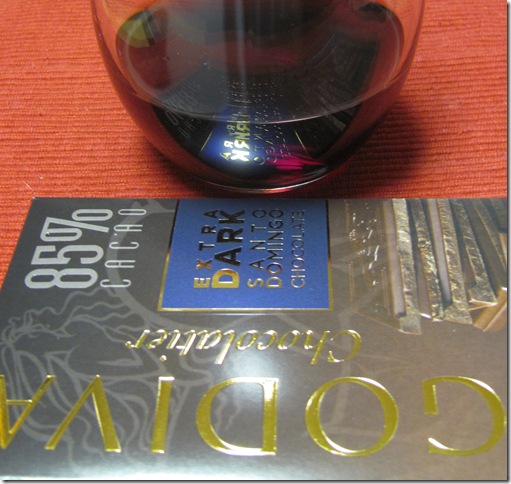 GODIVA
Chocolatier
EXTRA
DARK
SANTO
DOMINGO
CHOCOLATE
85%
CACAO